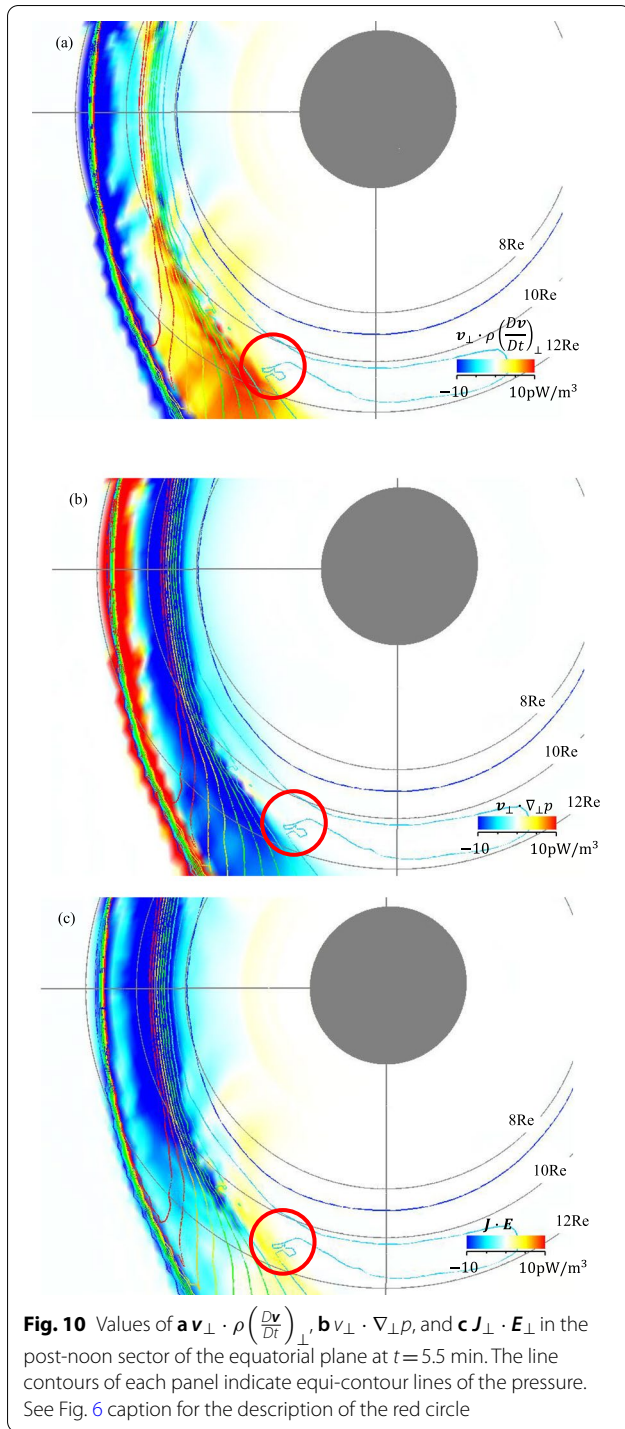 (a)
8Re
10Re
12Re
𝒗⊥ · ρ (D𝒗/Dt)⊥
−10 10pW/m³
(b)
8Re
10Re
12Re
𝒗⊥ · ∇⊥p
−10 10pW/m³
(c)
8Re
10Re
12Re
𝑱 · 𝑬
−10 10pW/m³
Fig. 10 Values of a 𝒗⊥ · ρ (D𝒗/Dt)⊥, b v⊥ · ∇⊥p, and c 𝑱⊥ · 𝑬⊥ in the
post-noon sector of the equatorial plane at t = 5.5 min. The line
contours of each panel indicate equi-contour lines of the pressure.
See Fig. 6 caption for the description of the red circle